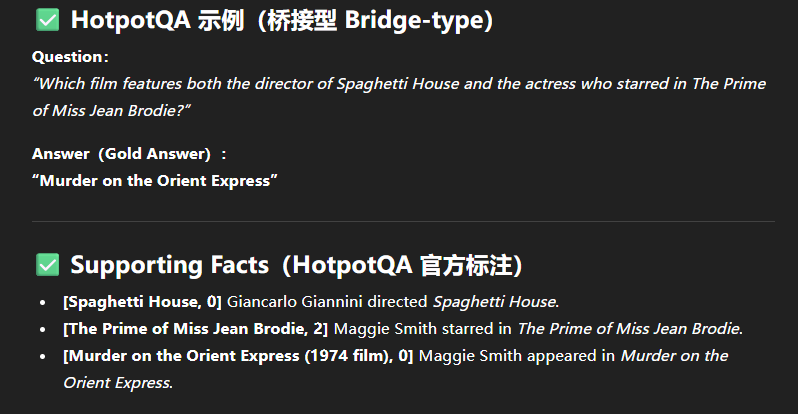 ✅ HotpotQA 示例（桥接型 Bridge-type）
Question：
“Which film features both the director of Spaghetti House and the actress who starred in The Prime
of Miss Jean Brodie?”
Answer（Gold Answer）：
“Murder on the Orient Express”
✅ Supporting Facts（HotpotQA 官方标注）
• [Spaghetti House, 0] Giancarlo Giannini directed Spaghetti House.
• [The Prime of Miss Jean Brodie, 2] Maggie Smith starred in The Prime of Miss Jean Brodie.
• [Murder on the Orient Express (1974 film), 0] Maggie Smith appeared in Murder on the
Orient Express.